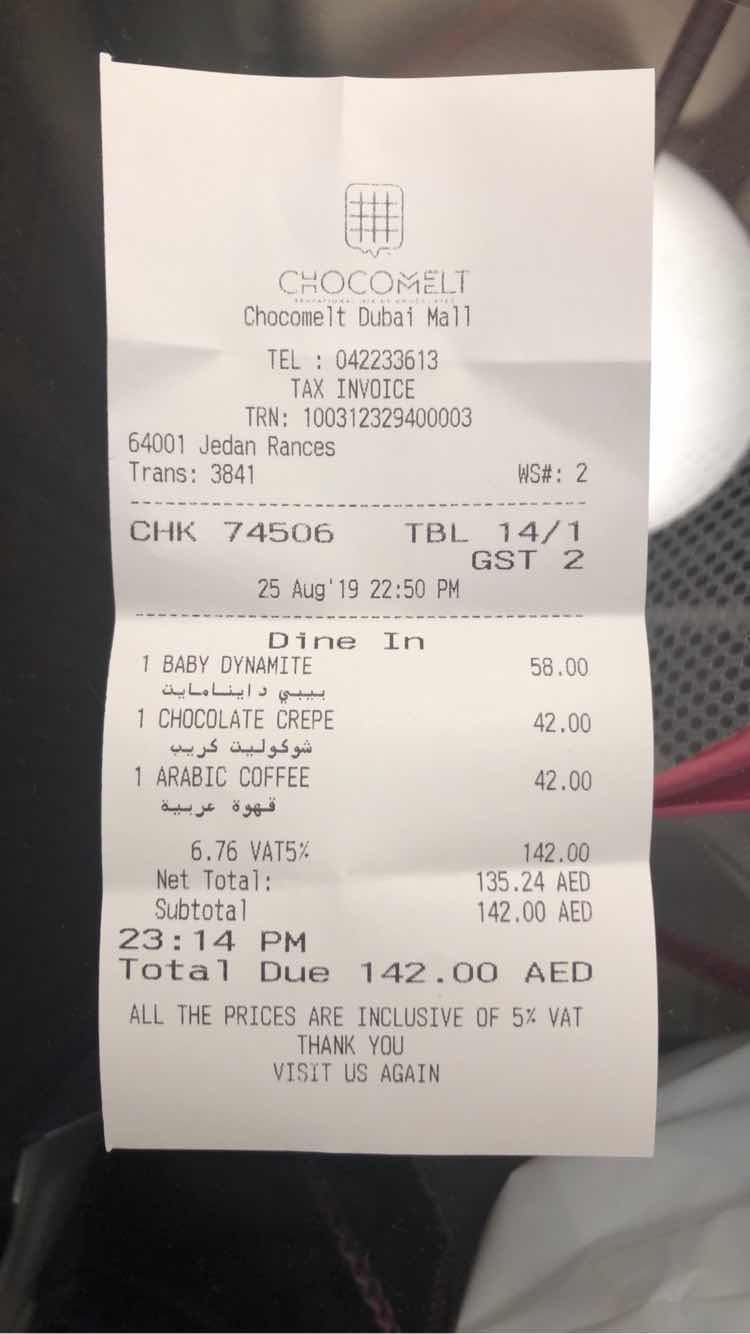 CHOCOMELT
Chocomelt Dubai Mall
TEL : 042233613
TAX INVOICE
TRN: 100312329400003
64001 Jedan Rances
Trans: 3841 WS#: 2
CHK 74506 TBL 14/1
GST 2
25 Aug'19 22:50 PM
Dine In
1 BABY DYNAMITE 58.00
بيبي داينامايت
1 CHOCOLATE CREPE 42.00
شوكوليت كريب
1 ARABIC COFFEE 42.00
قهوة عربية
6.76 VAT5% 142.00
Net Total: 135.24 AED
Subtotal 142.00 AED
23:14 PM
Total Due 142.00 AED
ALL THE PRICES ARE INCLUSIVE OF 5% VAT
THANK YOU
VISIT US AGAIN